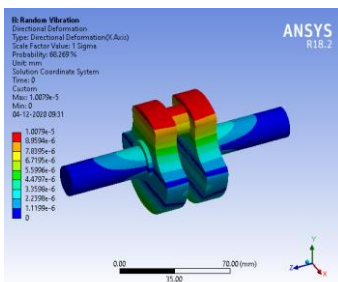 B: Random Vibration
Directional Deformation
Type: Directional Deformation(X Axis)
Scale Factor Value: 1 Sigma
Probability: 68.269 %
Unit: mm
Solution Coordinate System
Time: 0
Custom
Max: 1.0079e-5
Min: 0
04-12-2020 09:31
ANSYS
R18.2
1.0079e-5
8.9594e-6
7.8395e-6
6.7195e-6
5.5996e-6
4.4797e-6
3.3598e-6
2.2398e-6
1.1199e-6
0
0.00
70.00 (mm)
35.00
Y
Z
X